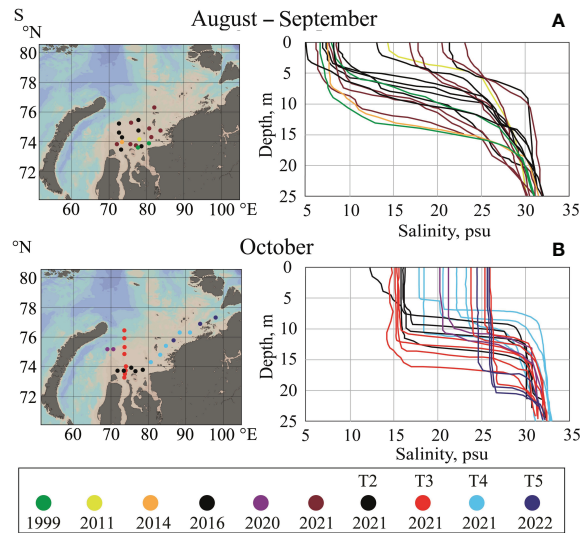 S
August – September
A
°N
80
78
76
74
72
60
70
80
90
100 °E
Depth, m
0
5
10
15
20
25
5
10
15
20
25
30
35
Salinity, psu
°N
October
B
80
78
76
74
72
60
70
80
90
100 °E
Depth, m
0
5
10
15
20
25
5
10
15
20
25
30
35
Salinity, psu
T2 T3 T4 T5
1999 2011 2014 2016 2020 2021 2021 2021 2021 2022